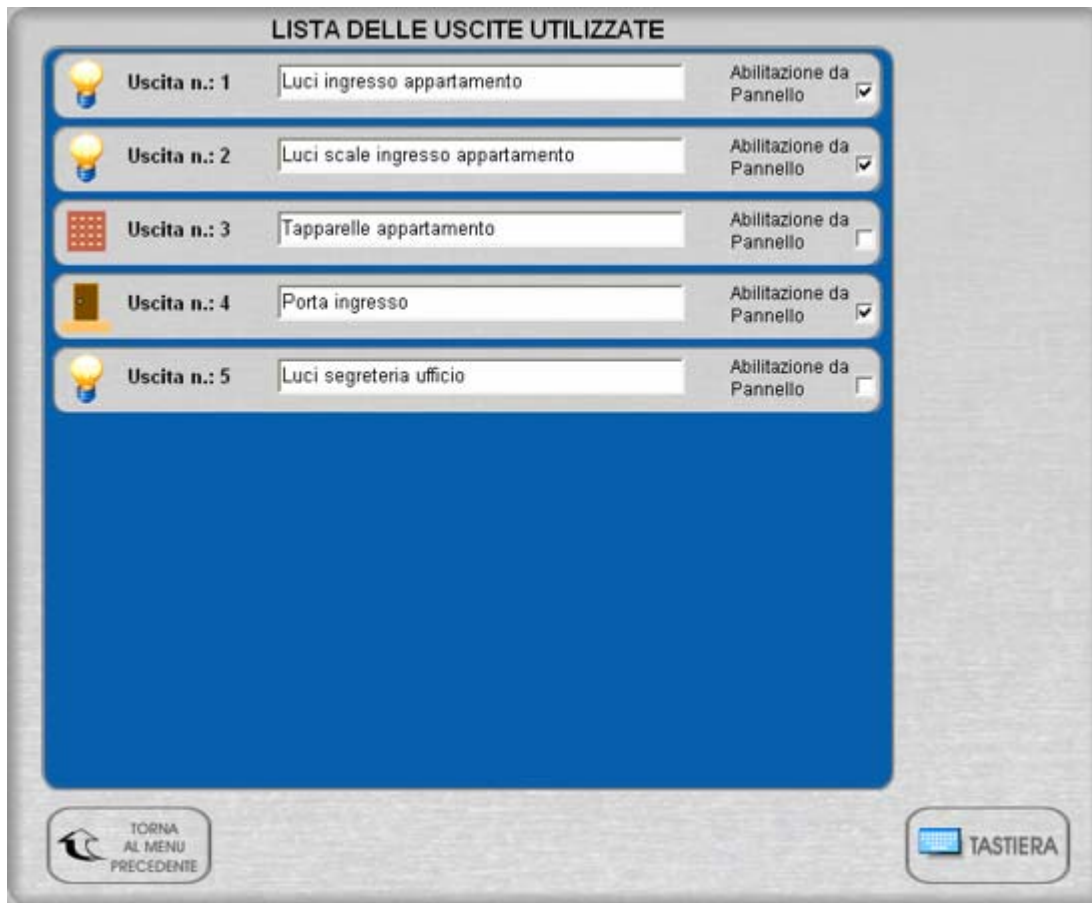 LISTA DELLE USCITE UTILIZZATE
Uscita n.: 1 Luci ingresso appartamento Abilitazione da
Pannello
Uscita n.: 2 Luci scale ingresso appartamento Abilitazione da
Pannello
Uscita n.: 3 Tapparelle appartamento Abilitazione da
Pannello
Uscita n.: 4 Porta ingresso Abilitazione da
Pannello
Uscita n.: 5 Luci segreteria ufficio Abilitazione da
Pannello
TORNA
AL MENU
PRECEDENTE
TASTIERA